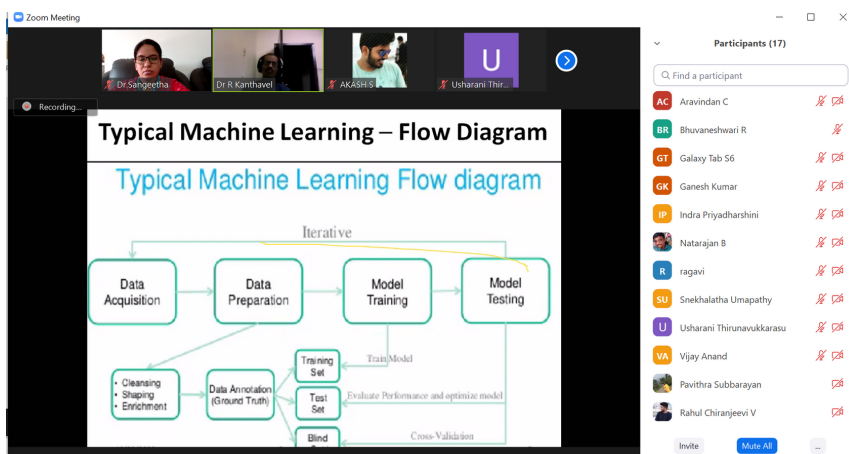 Zoom Meeting
Dr.Sangeetha
Dr R Kanthavel
AKASH S
U
Usharani Thir...
Recording...
Typical Machine Learning – Flow Diagram
Typical Machine Learning Flow diagram
Iterative
Data
Acquisition
Data
Preparation
Model
Training
Model
Testing
• Cleansing
• Shaping
• Enrichment
Data Annotation
(Ground Truth)
Training
Set
Test
Set
Blind
Train Model
Evaluate Performance and optimize model
Cross-Validation
Participants (17)
Find a participant
AC Aravindan C
BR Bhuvaneshwari R
GT Galaxy Tab S6
GK Ganesh Kumar
IP Indra Priyadharshini
Natarajan B
R ragavi
SU Snekhalatha Umapathy
U Usharani Thirunavukkarasu
VA Vijay Anand
Pavithra Subbarayan
Rahul Chiranjeevi V
Invite
Mute All
...